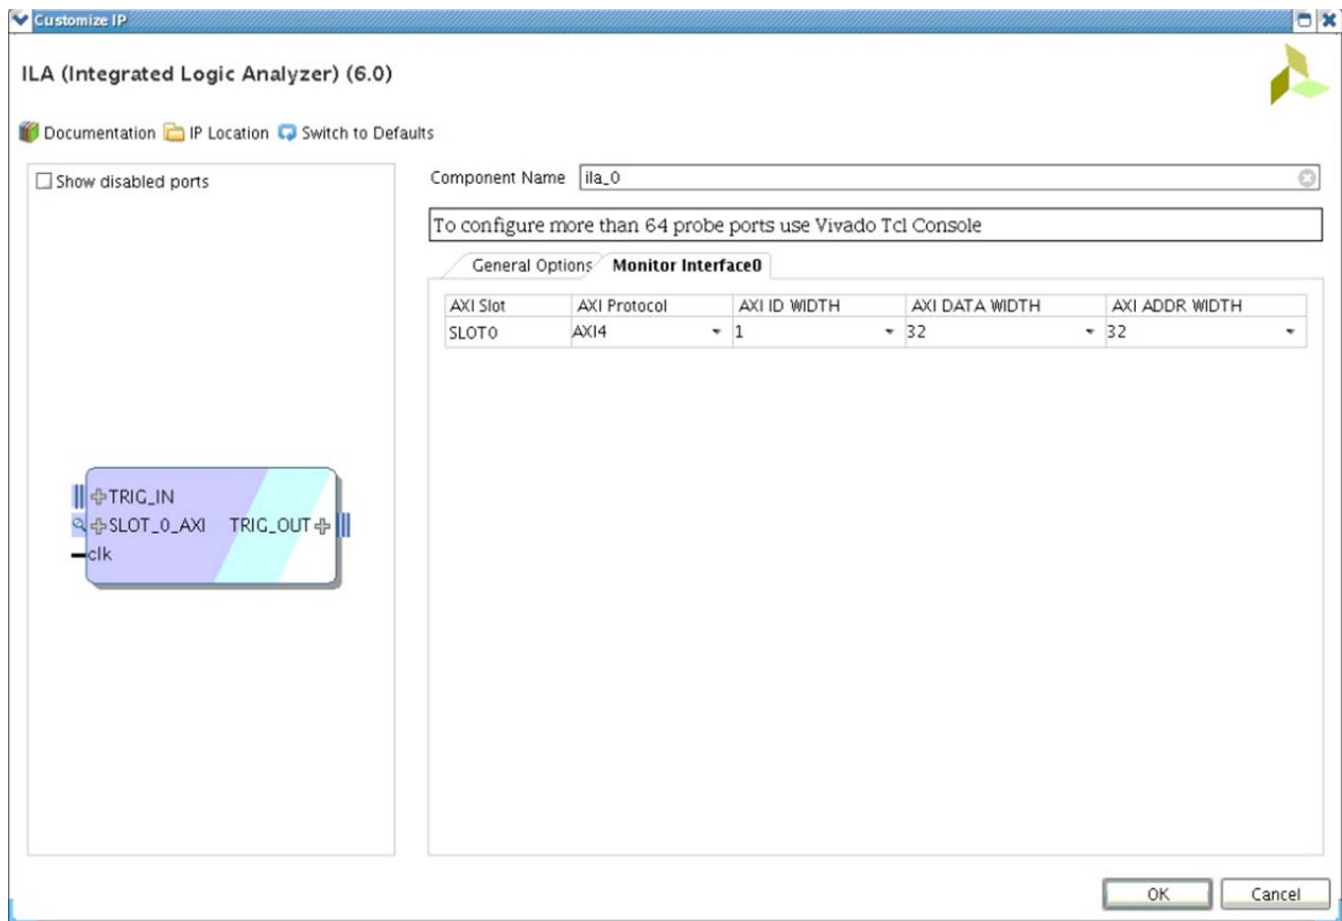 Customize IP
ILA (Integrated Logic Analyzer) (6.0)
Documentation IP Location Switch to Defaults
Show disabled ports
Component Name ila_0
To configure more than 64 probe ports use Vivado Tcl Console
General Options Monitor Interface0
AXI Slot AXI Protocol AXI ID WIDTH AXI DATA WIDTH AXI ADDR WIDTH
SLOT0 AXI4 1 32 32
TRIG_IN
SLOT_0_AXI TRIG_OUT
clk
OK Cancel